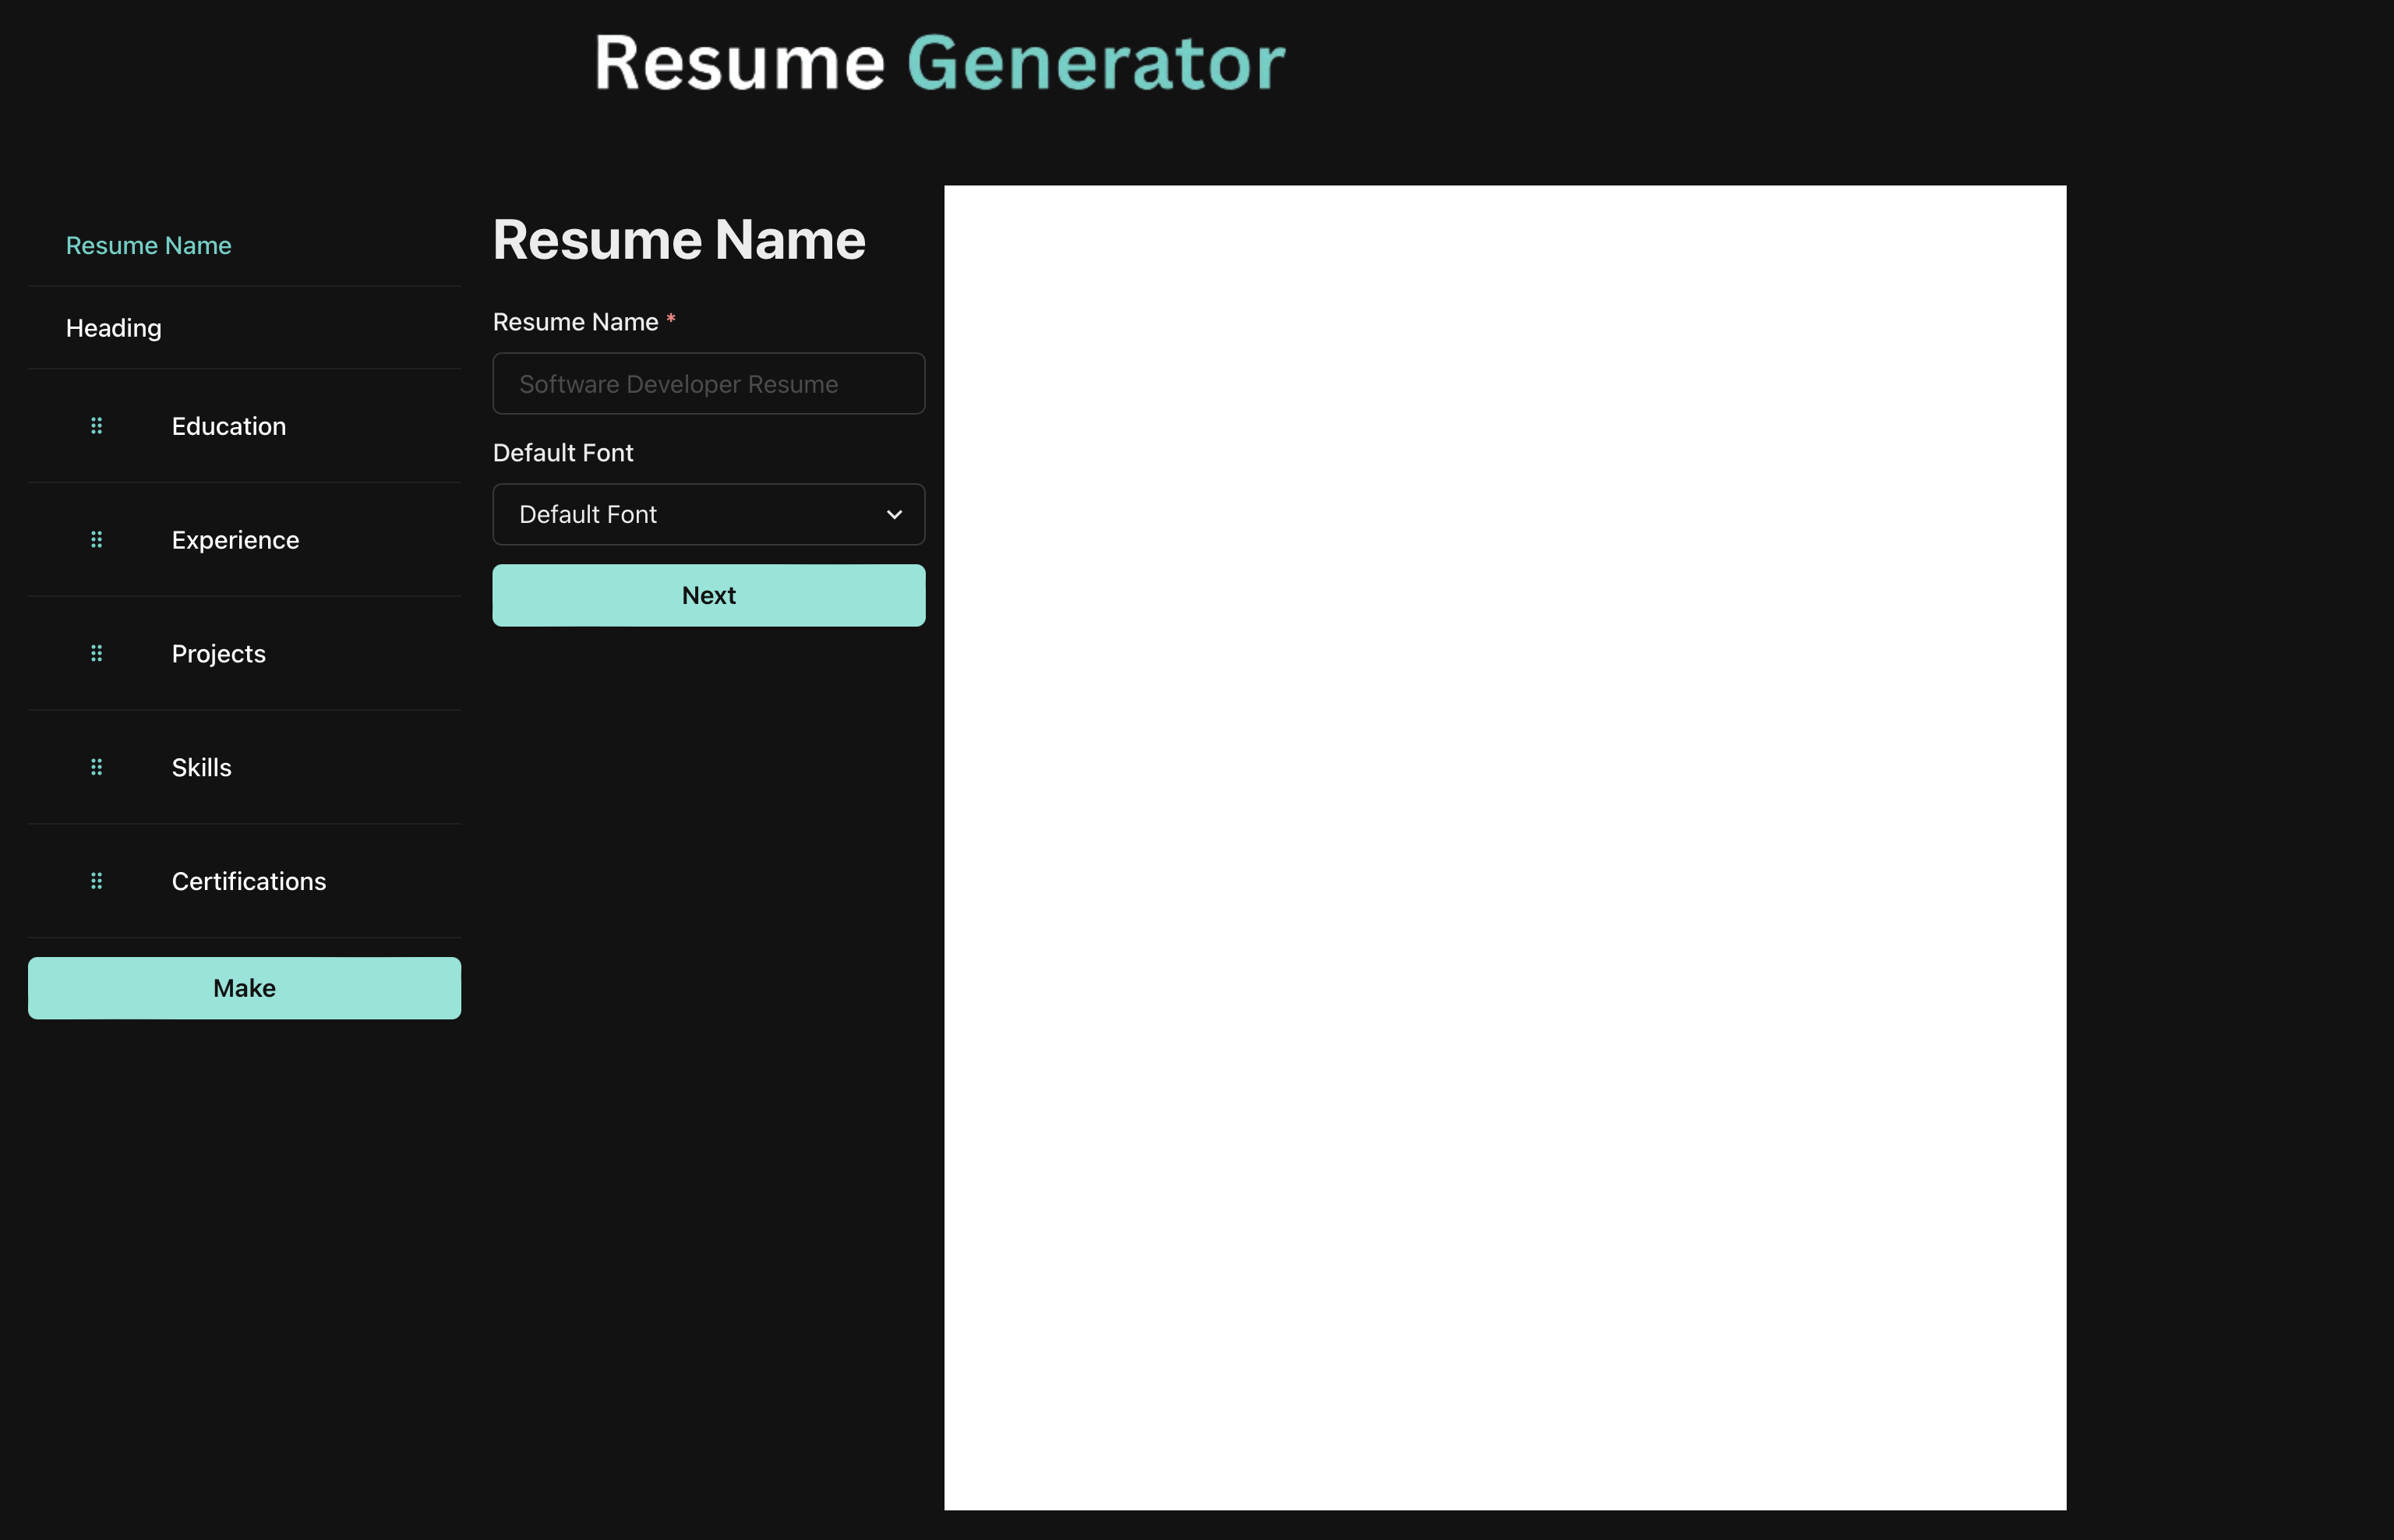 Resume Generator
Resume Name
Heading
Education
Experience
Projects
Skills
Certifications
Make
Resume Name
Resume Name *
Software Developer Resume
Default Font
Default Font
Next